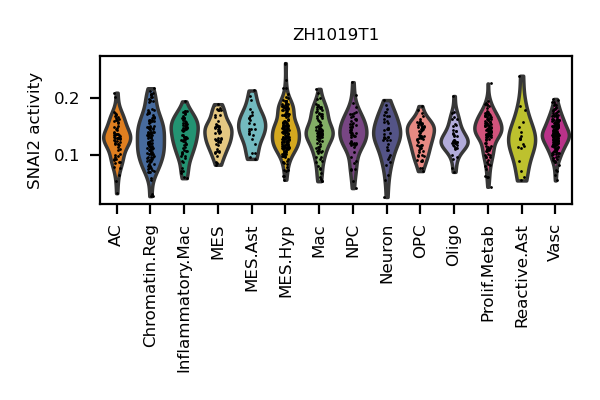 ZH1019T1
SNAI2 activity
0.2
0.1
AC
Chromatin.Reg
Inflammatory.Mac
MES
MES.Ast
MES.Hyp
Mac
NPC
Neuron
OPC
Oligo
Prolif.Metab
Reactive.Ast
Vasc